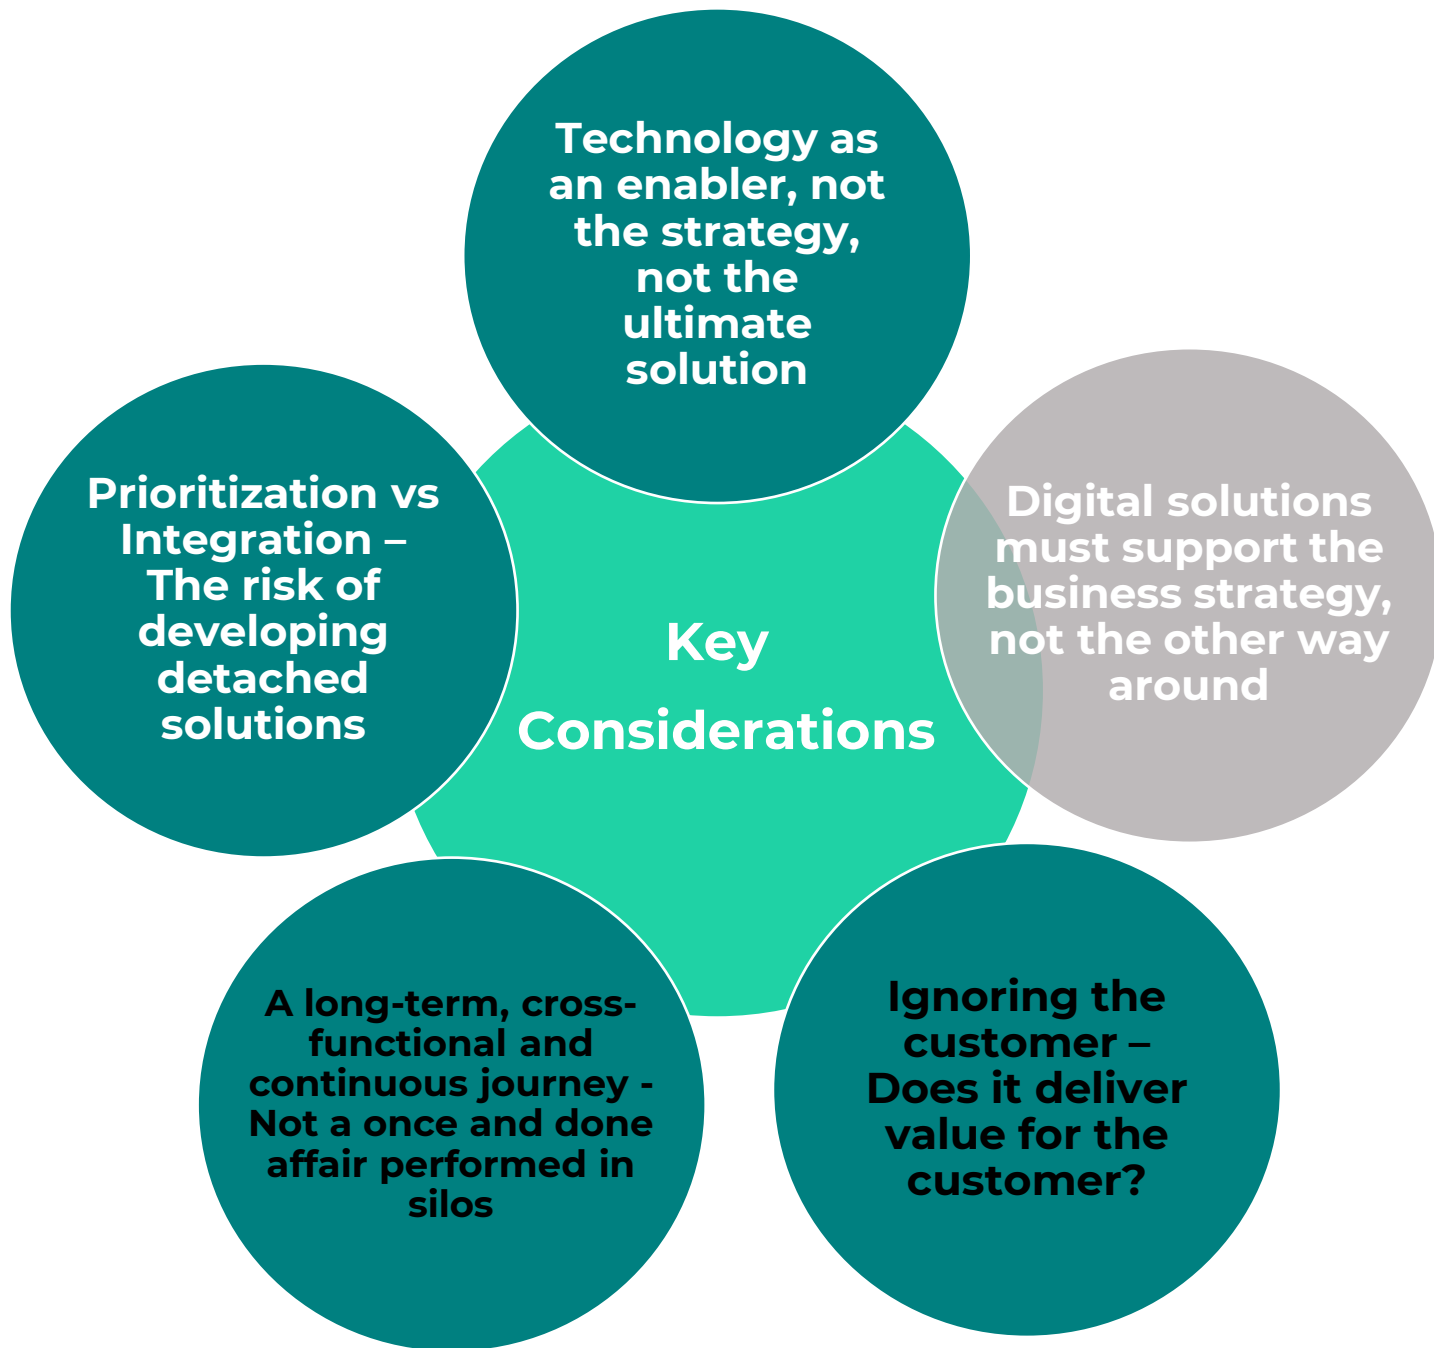 Technology as
an enabler, not
the strategy,
not the
ultimate
solution
Digital solutions
must support the
business strategy,
not the other way
around
Ignoring the
customer –
Does it deliver
value for the
customer?
A long-term, cross-
functional and
continuous journey -
Not a once and done
affair performed in
silos
Prioritization vs
Integration –
The risk of
developing
detached
solutions
Key
Considerations